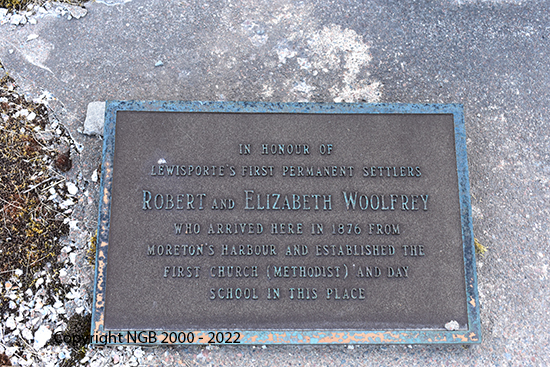 IN HONOUR OF
LEWISPORTE'S FIRST PERMANENT SETTLERS
ROBERT AND ELIZABETH WOOLFREY
WHO ARRIVED HERE IN 1876 FROM
MORETON'S HARBOUR AND ESTABLISHED THE
FIRST CHURCH (METHODIST) AND DAY
SCHOOL IN THIS PLACE
Copyright NGB 2000 - 2022